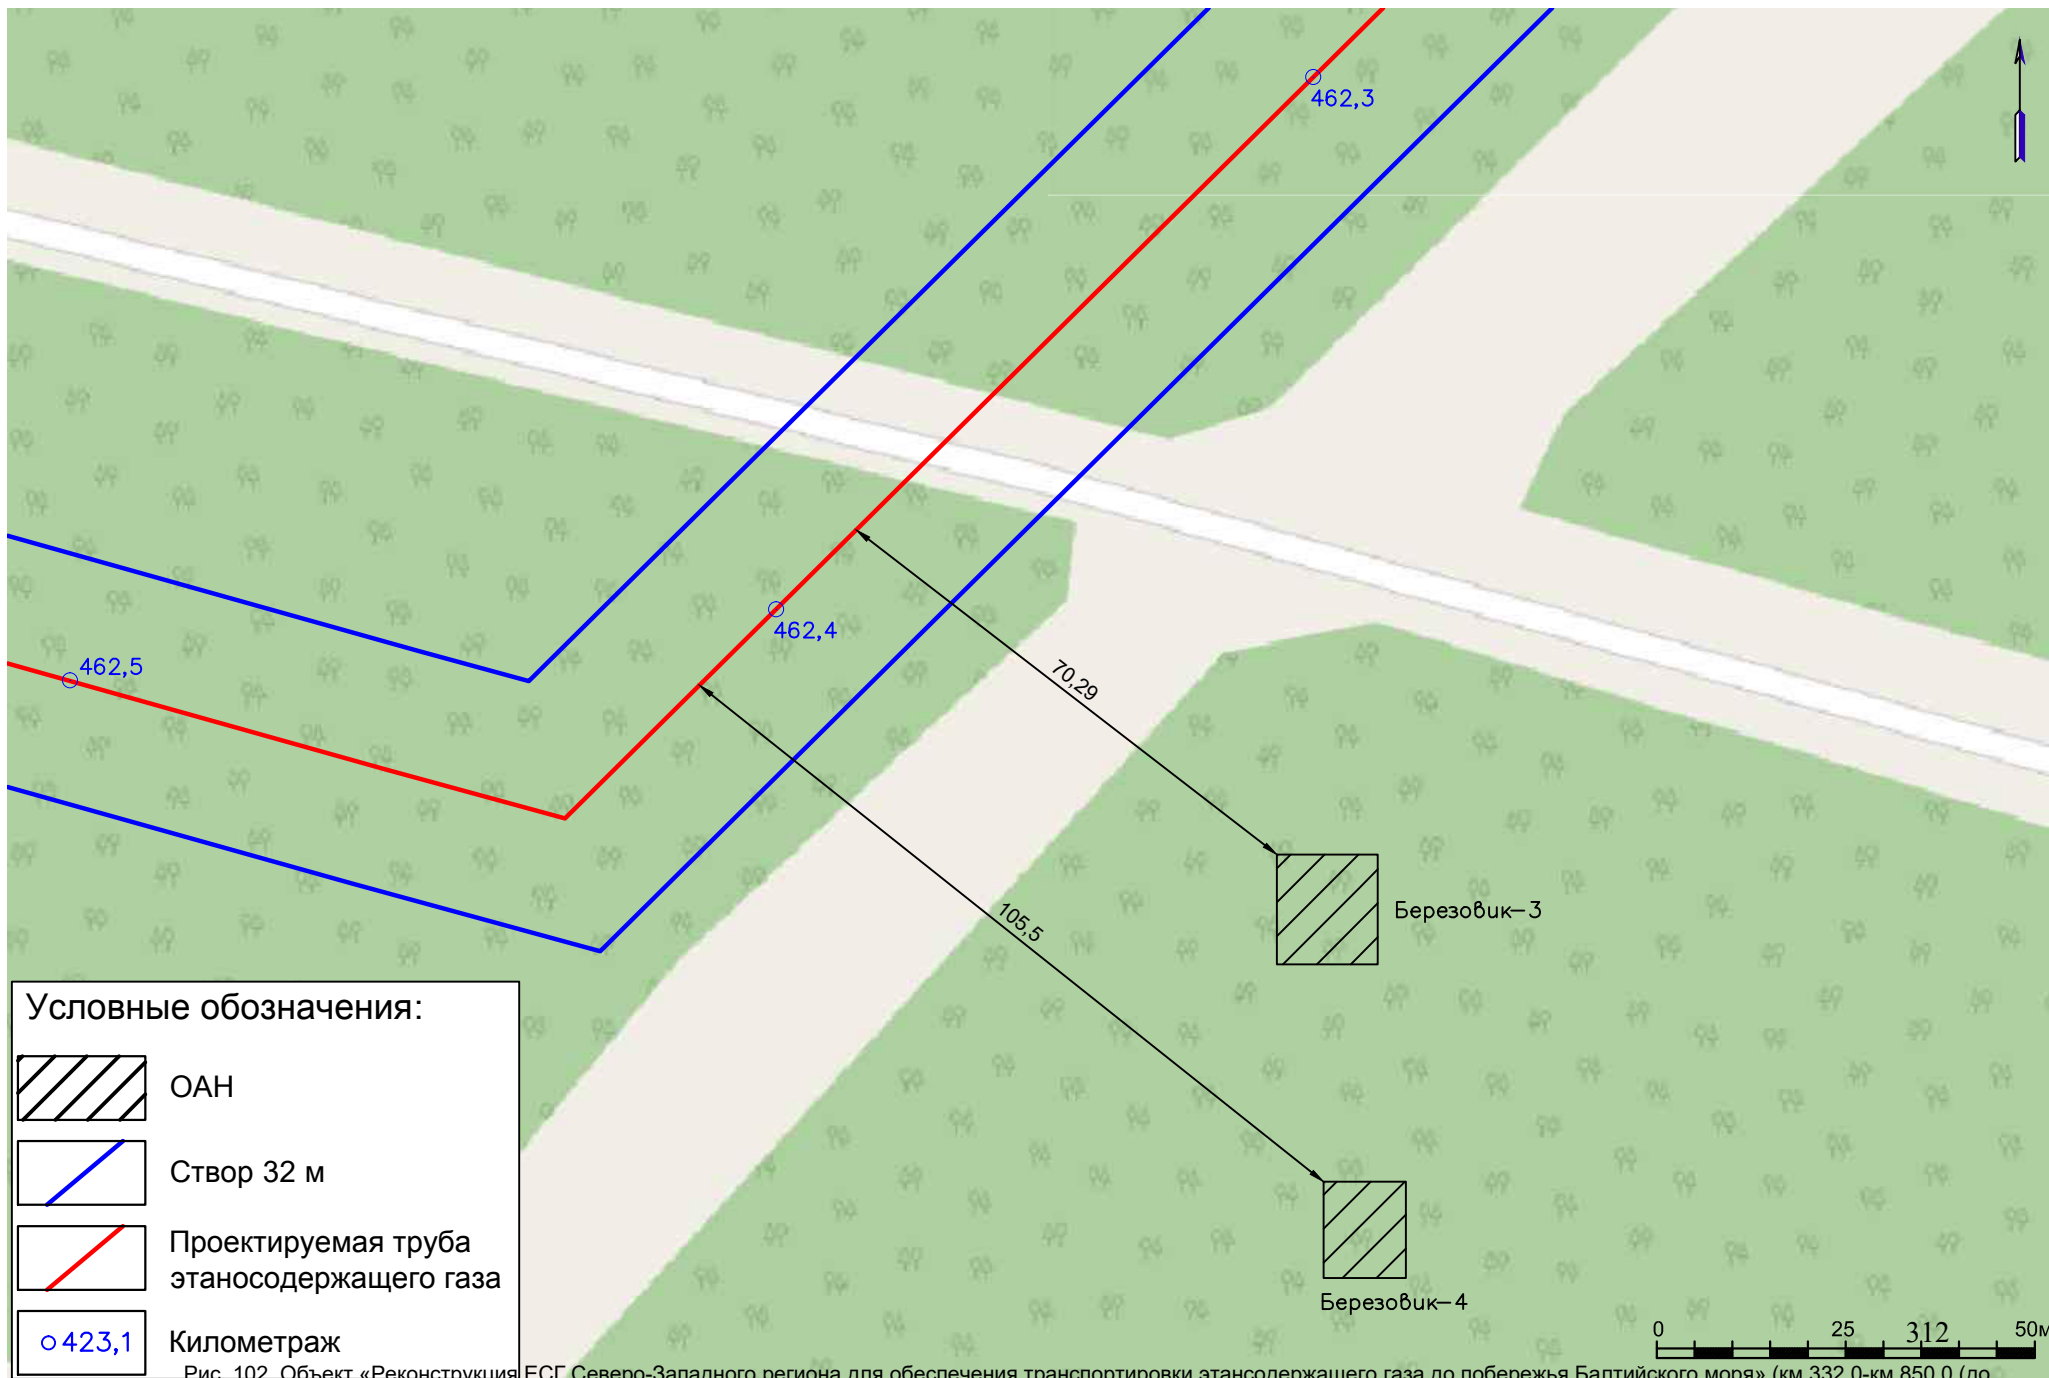 462,3
462,4
462,5
70,29
105,5
Березовик-3
Березовик-4
Условные обозначения:
ОАН
Створ 32 м
Проектируемая труба
этаносодержащего газа
423,1 Километраж
0 25 312 50м
Рис. 102. Объект «Реконструкция ЕСГ Северо-Западного региона для обеспечения транспортировки этансодержащего газа до побережья Балтийского моря» (км 332,0-км 850,0 (до